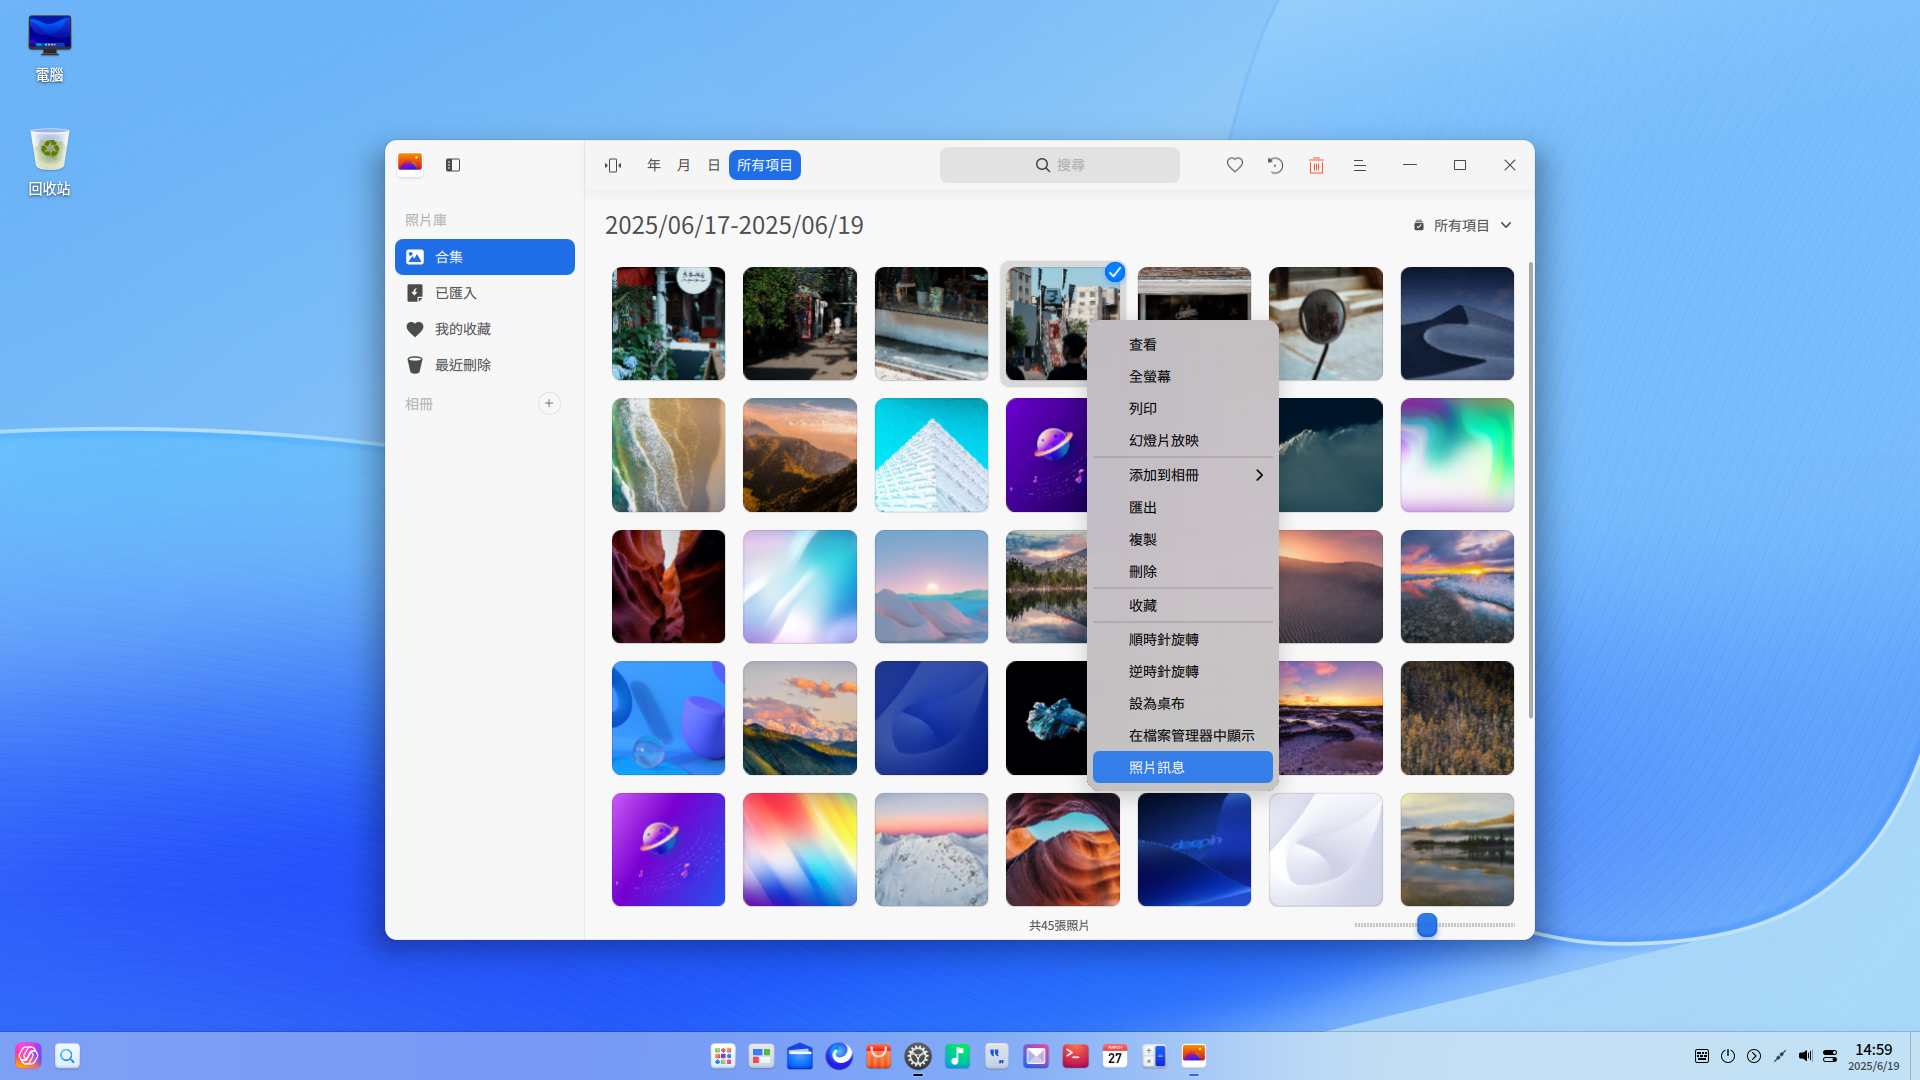 電腦
回收站
年 月 日 所有項目
搜尋
照片庫
合集
已匯入
我的收藏
最近刪除
相冊
2025/06/17-2025/06/19
所有項目
查看
全螢幕
列印
幻燈片放映
添加到相冊
匯出
複製
刪除
收藏
順時針旋轉
逆時針旋轉
設為桌布
在檔案管理器中顯示
照片訊息
deepin
共45張照片
MARCH
27
14:59
2025/6/19